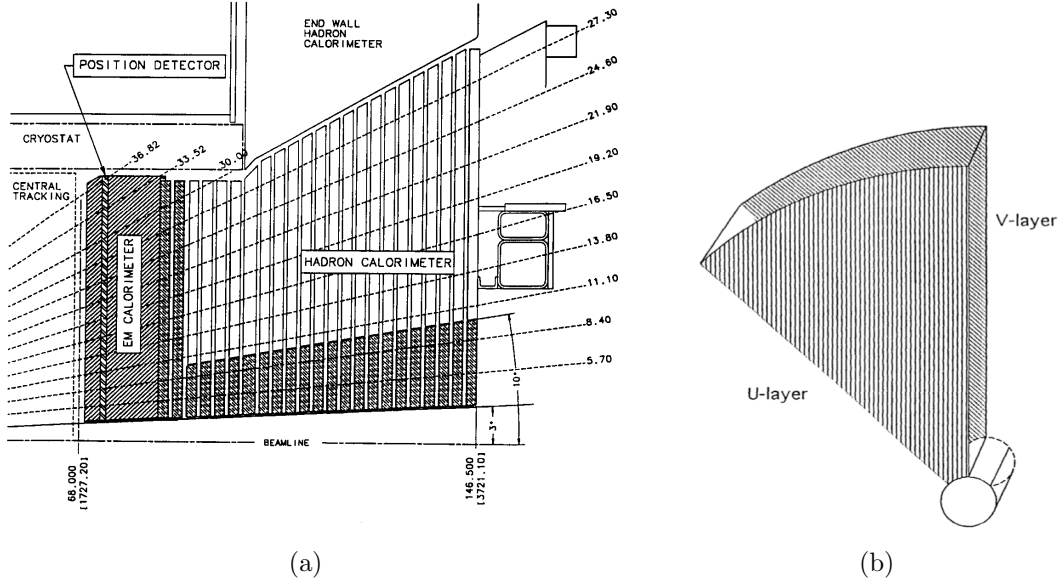 END WALL
HADRON
CALORIMETER
POSITION DETECTOR
CRYOSTAT
CENTRAL
TRACKING
36.82
33.52
30.00
27.30
24.60
21.90
19.20
16.50
13.80
11.10
8.40
5.70
EM CALORIMETER
HADRON CALORIMETER
10°
3°
BEAMLINE
68.000
[1727.20]
146.500
[3721.10]
(a)
V-layer
U-layer
(b)